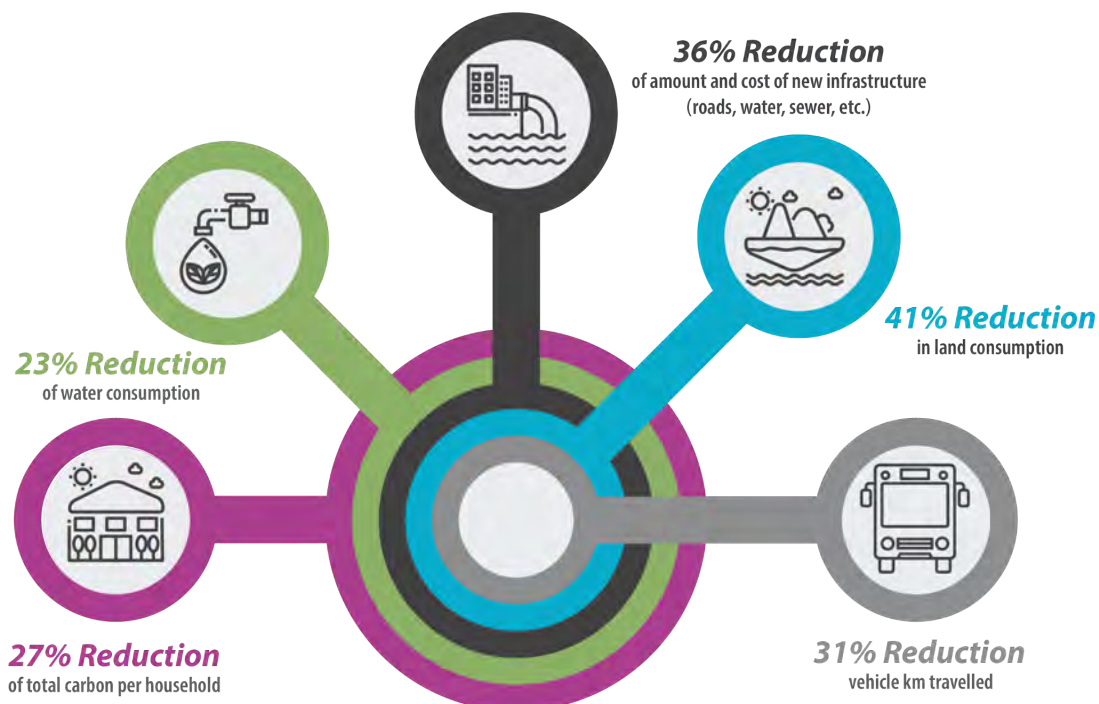 36% Reduction
of amount and cost of new infrastructure
(roads, water, sewer, etc.)
41% Reduction
in land consumption
23% Reduction
of water consumption
27% Reduction
of total carbon per household
31% Reduction
vehicle km travelled